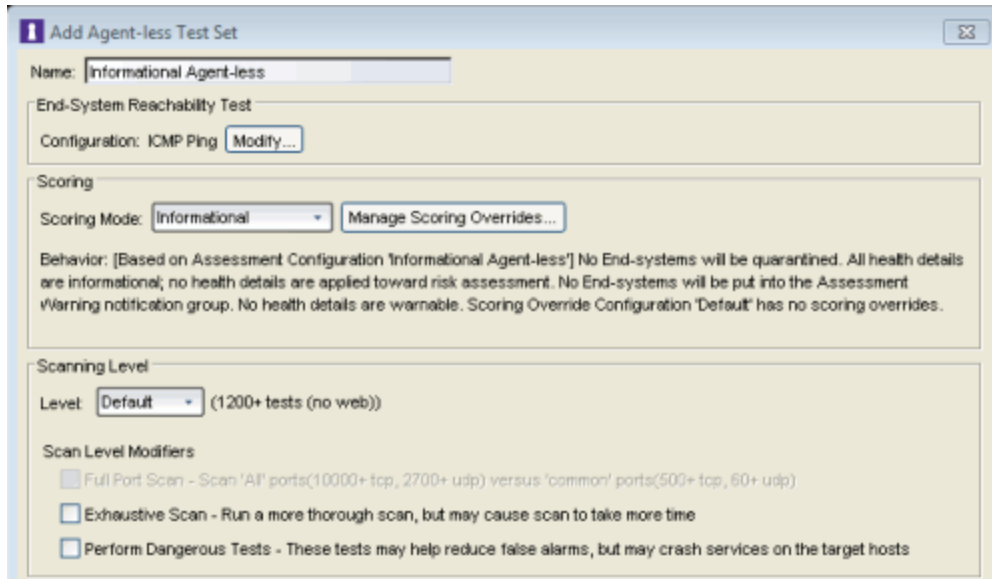 Add Agent-less Test Set
Name: Informational Agent-less
End-System Reachability Test
Configuration: ICMP Ping Modify...
Scoring
Scoring Mode: Informational Manage Scoring Overrides...
Behavior: [Based on Assessment Configuration 'Informational Agent-less'] No End-systems will be quarantined. All health details
are informational; no health details are applied toward risk assessment. No End-systems will be put into the Assessment
Warning notification group. No health details are warnable. Scoring Override Configuration 'Default' has no scoring overrides.
Scanning Level
Level: Default (1200+ tests (no web))
Scan Level Modifiers
Full Port Scan - Scan 'All' ports(10000+ tcp, 2700+ udp) versus 'common' ports(500+ tcp, 60+ udp)
Exhaustive Scan - Run a more thorough scan, but may cause scan to take more time
Perform Dangerous Tests - These tests may help reduce false alarms, but may crash services on the target hosts